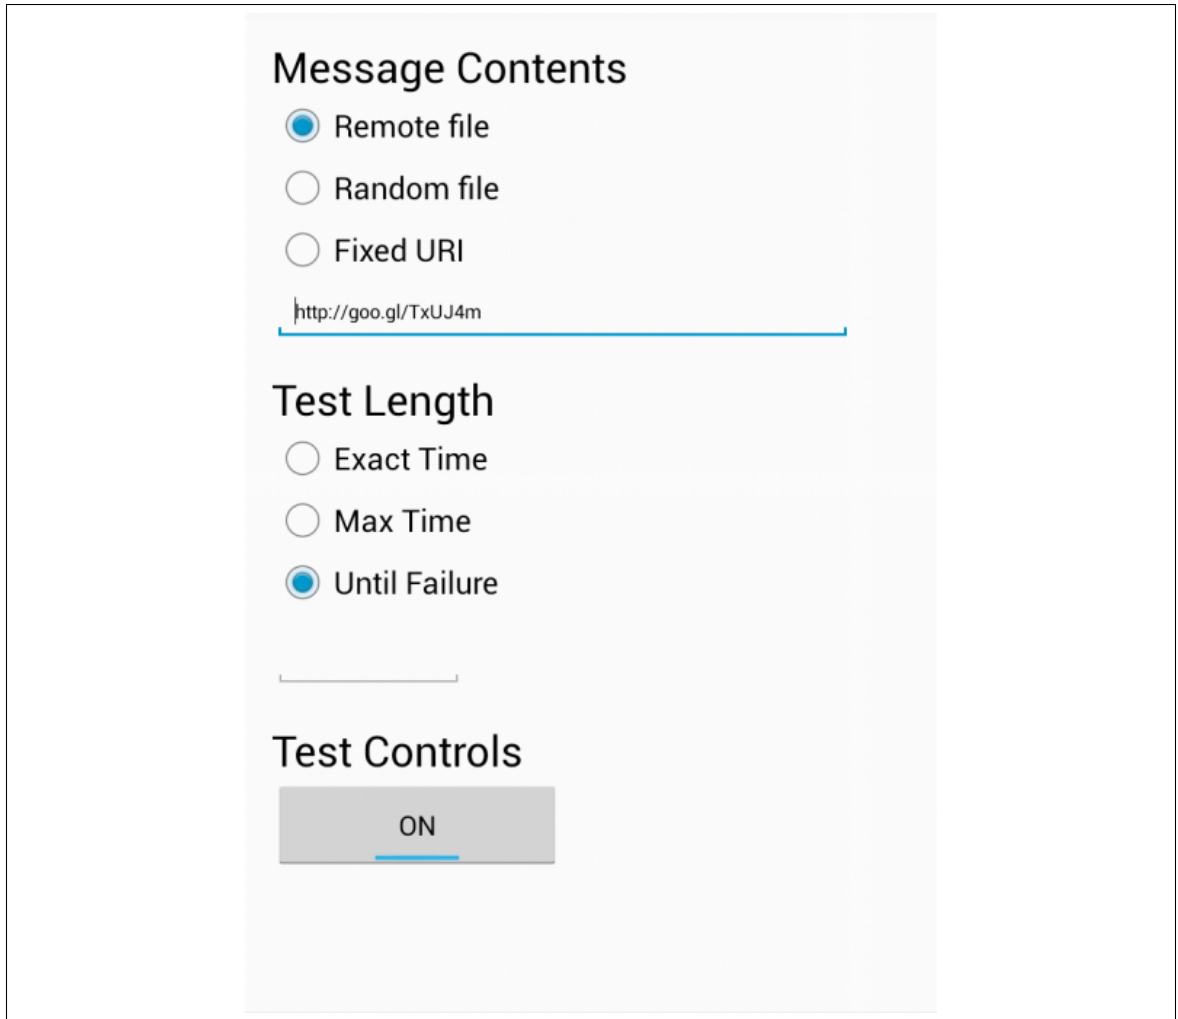 Message Contents
Remote file
Random file
Fixed URI
http://goo.gl/TxUJ4m
Test Length
Exact Time
Max Time
Until Failure
Test Controls
ON